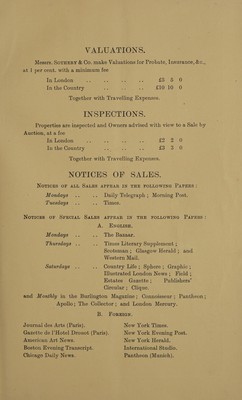 VALUATIONS.
Messrs. SOTHEBY & CO. make Valuations for Probate, Insurance, &c.,
at 1 per cent. with a minimum fee
In London .. .. .. .. £5 5 0
In the Country .. .. .. £10 10 0
Together with Travelling Expenses.
INSPECTIONS.
Properties are inspected and Owners advised with view to a Sale by
Auction, at a fee
In London .. .. .. .. £2 2 0
In the Country .. .. .. £3 3 0
Together with Travelling Expenses.
NOTICES OF SALES.
NOTICES OF ALL SALES APPEAR IN THE FOLLOWING PAPERS:
Mondays .. .. Daily Telegraph; Morning Post.
Tuesdays .. .. Times.
NOTICES OF SPECIAL SALES APPEAR IN THE FOLLOWING PAPERS:
A. ENGLISH.
Mondays .. .. The Bazaar.
Thursdays .. .. Times Literary Supplement;
Scotsman; Glasgow Herald; and
Western Mail.
Saturdays .. .. Country Life; Sphere; Graphic;
Illustrated London News; Field;
Estates Gazette; Publishers'
Circular; Clique.
and Monthly in the Burlington Magazine; Connoisseur; Pantheon;
Apollo; The Collector; and London Mercury.
B. FOREIGN.
Journal des Arts (Paris). New York Times.
Gazette de l'Hotel Drouot (Paris). New York Evening Post.
American Art News. New York Herald.
Boston Evening Transcript. International Studio.
Chicago Daily News. Pantheon (Munich).